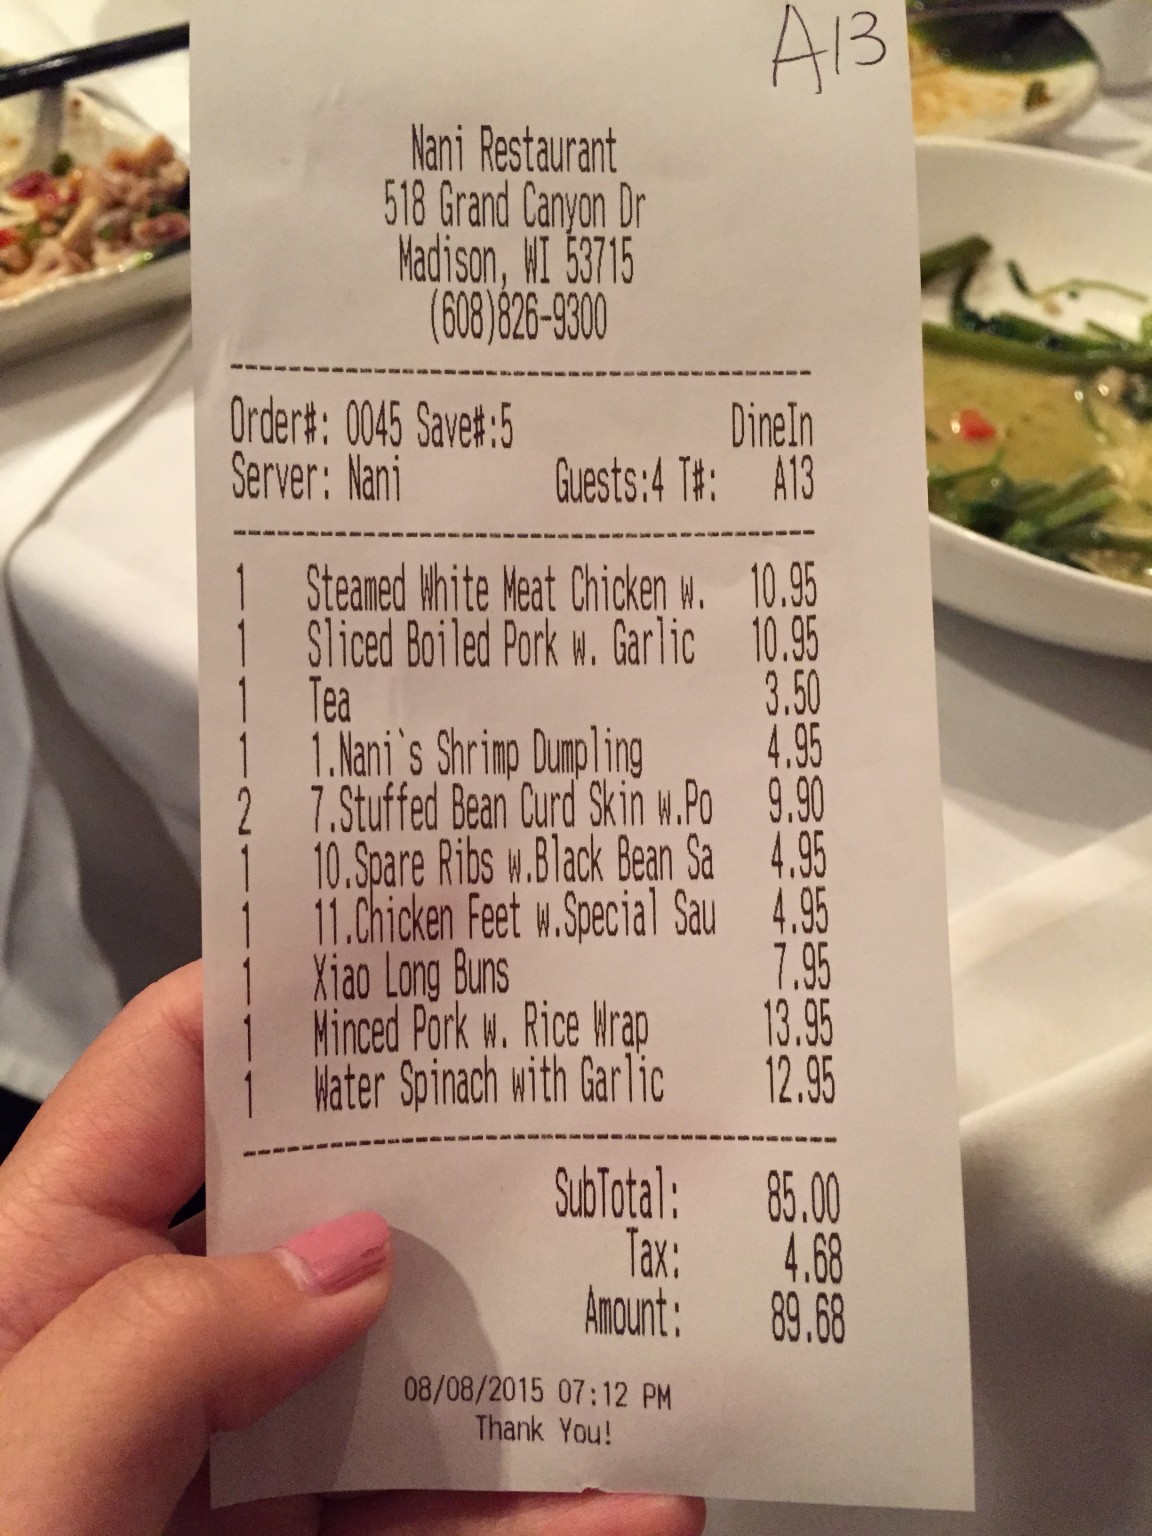 A13
Nani Restaurant
518 Grand Canyon Dr
Madison, WI 53715
(608)826-9300
--------------------------------------------
Order#: 0045 Save#:5 DineIn
Server: Nani Guests:4 T#: A13
--------------------------------------------
1 Steamed White Meat Chicken w. 10.95
1 Sliced Boiled Pork w. Garlic 10.95
1 Tea 3.50
1 1.Nani`s Shrimp Dumpling 4.95
2 7.Stuffed Bean Curd Skin w.Po 9.90
1 10.Spare Ribs w.Black Bean Sa 4.95
1 11.Chicken Feet w.Special Sau 4.95
1 Xiao Long Buns 7.95
1 Minced Pork w. Rice Wrap 13.95
1 Water Spinach with Garlic 12.95
--------------------------------------------
SubTotal: 85.00
Tax: 4.68
Amount: 89.68
08/08/2015 07:12 PM
Thank You!